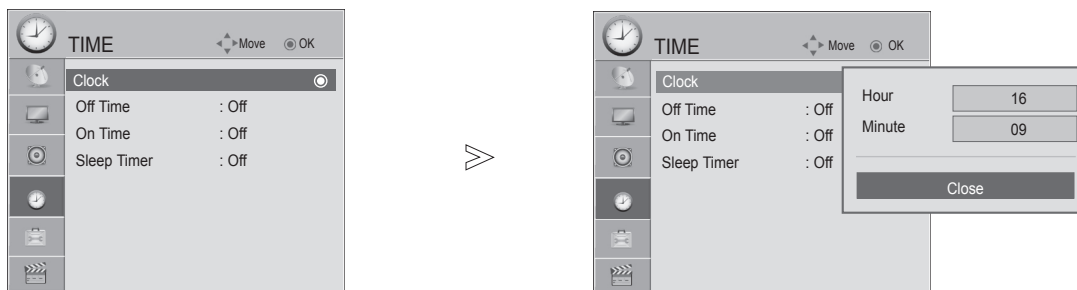 TIME Move OK
Clock
Off Time : Off
On Time : Off
Sleep Timer : Off
TIME Move OK
Clock
Off Time : Off
On Time : Off
Sleep Timer : Off
Hour 16
Minute 09
Close